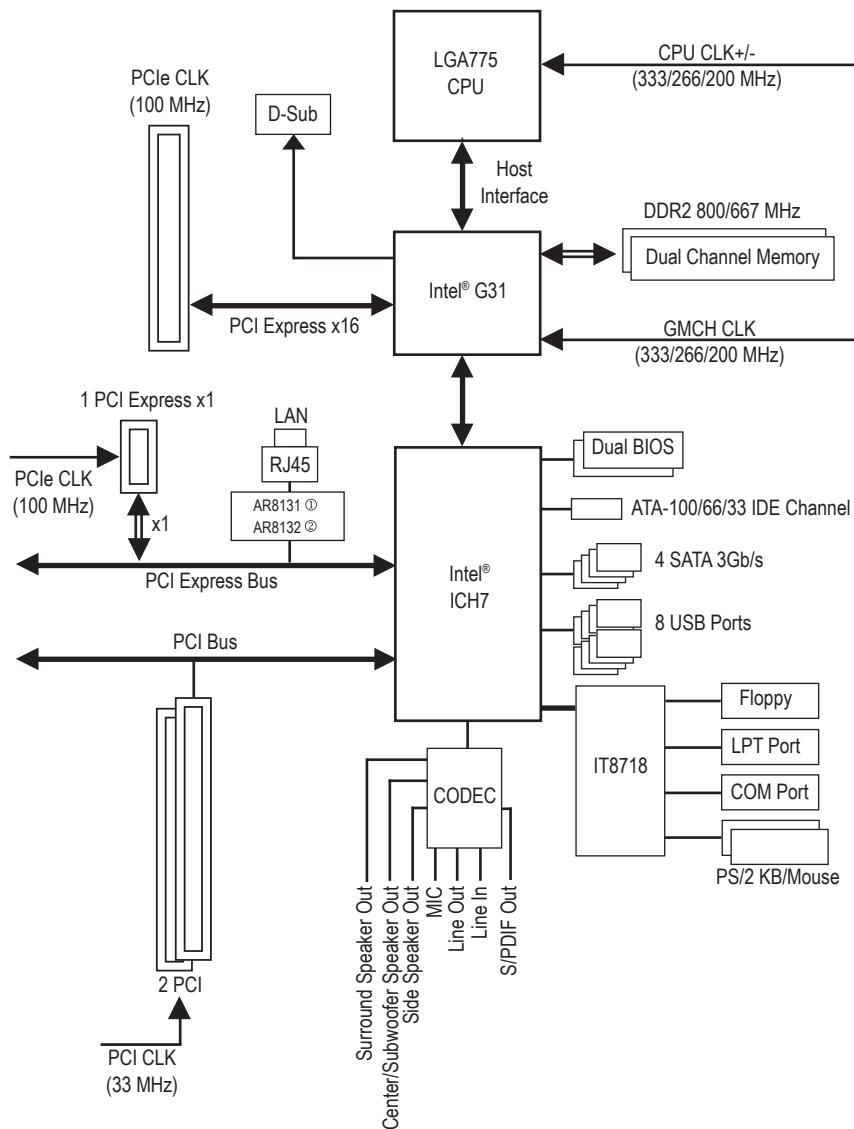 LGA775
CPU
CPU CLK+/-
(333/266/200 MHz)
PCIe CLK
(100 MHz)
D-Sub
Host
Interface
DDR2 800/667 MHz
Dual Channel Memory
Intel® G31
PCI Express x16
GMCH CLK
(333/266/200 MHz)
1 PCI Express x1
LAN
RJ45
PCIe CLK
(100 MHz)
x1
AR8131 ①
AR8132 ②
PCI Express Bus
Dual BIOS
ATA-100/66/33 IDE Channel
Intel®
ICH7
4 SATA 3Gb/s
8 USB Ports
PCI Bus
IT8718
Floppy
LPT Port
COM Port
PS/2 KB/Mouse
CODEC
Surround Speaker Out
Center/Subwoofer Speaker Out
Side Speaker Out
MIC
Line Out
Line In
S/PDIF Out
2 PCI
PCI CLK
(33 MHz)